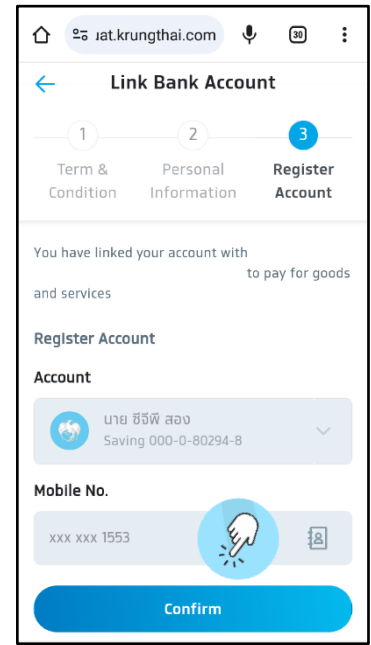 uat.krungthai.com
30
Link Bank Account
1
2
3
Term &
Condition
Personal
Information
Register
Account
You have linked your account with
to pay for goods
and services
Register Account
Account
นาย ซีจีพี สอง
Saving 000-0-80294-8
Mobile No.
xxx xxx 1553
Confirm